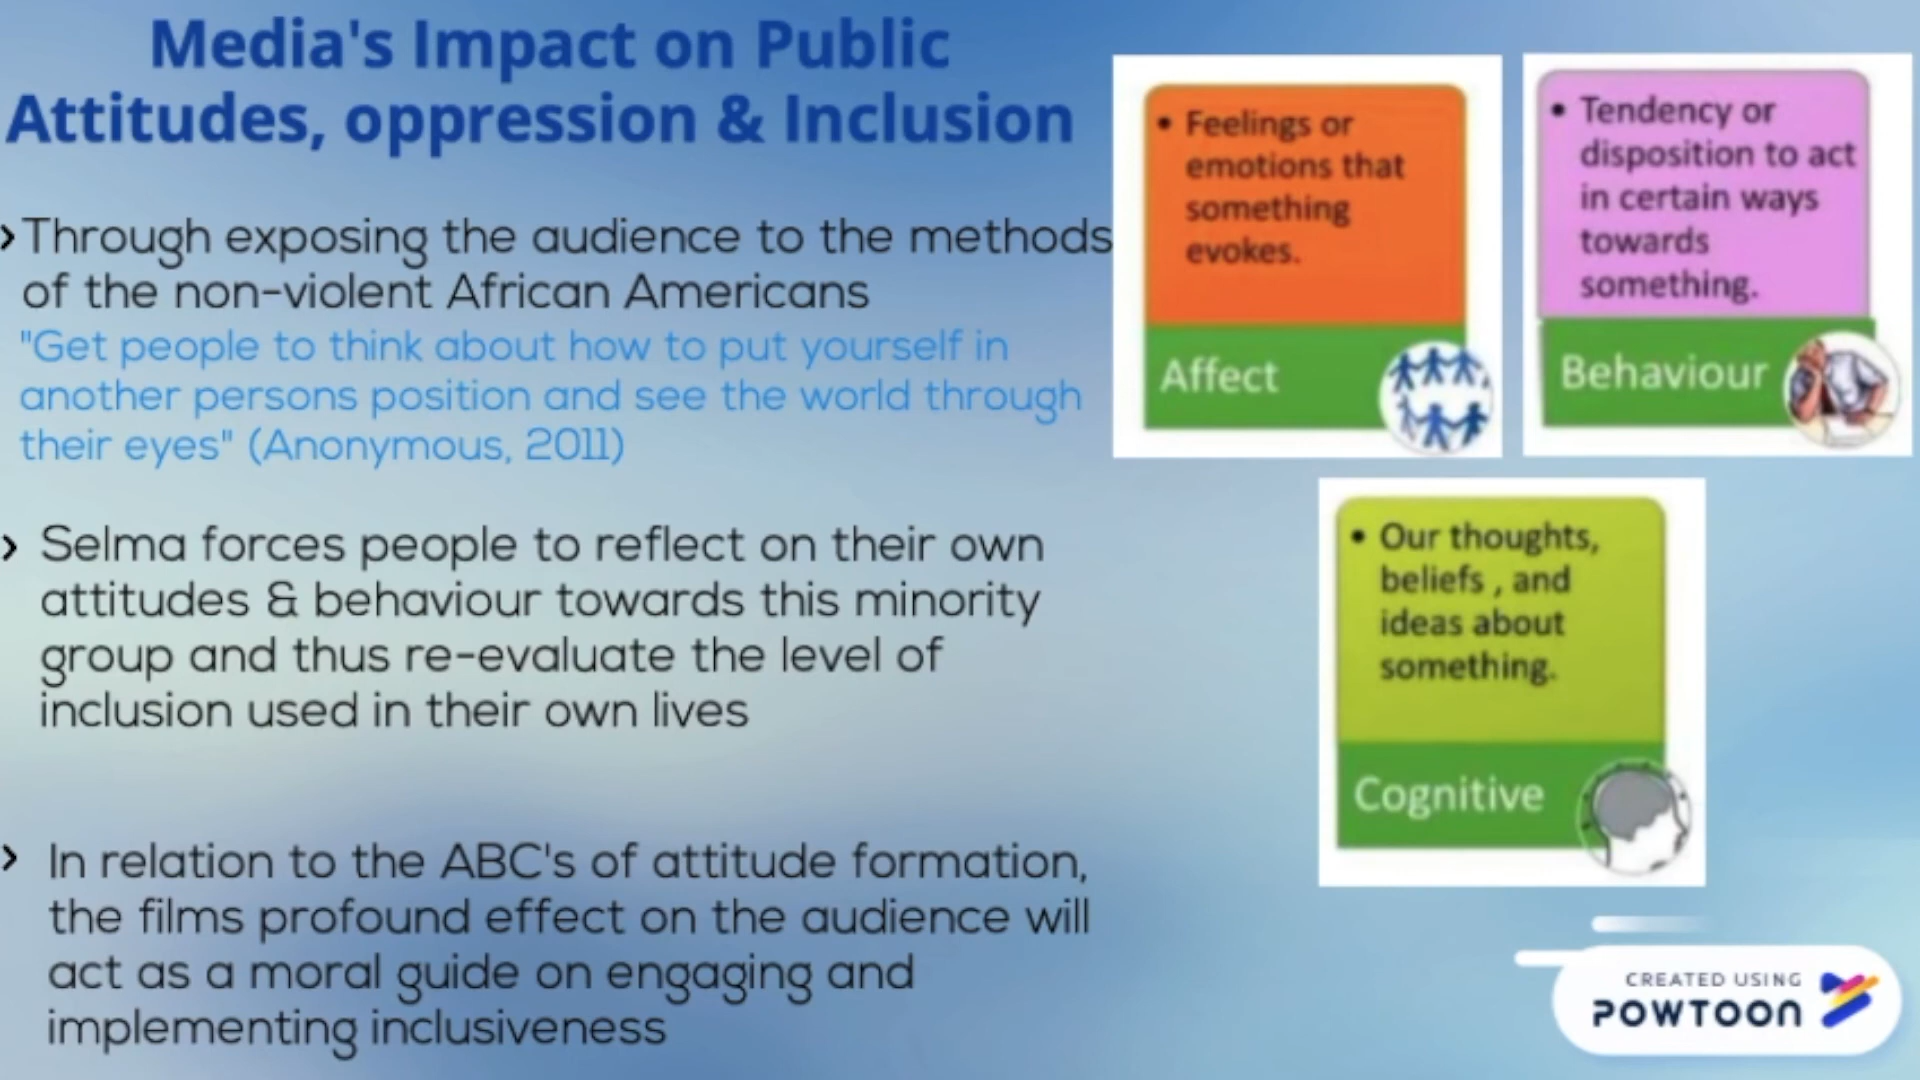 Media's Impact on Public
Attitudes, oppression & Inclusion
Through exposing the audience to the methods
of the non-violent African Americans
"Get people to think about how to put yourself in
another persons position and see the world through
their eyes" (Anonymous, 2011)
Selma forces people to reflect on their own
attitudes & behaviour towards this minority
group and thus re-evaluate the level of
inclusion used in their own lives
In relation to the ABC's of attitude formation,
the films profound effect on the audience will
act as a moral guide on engaging and
implementing inclusiveness
• Feelings or
emotions that
something
evokes.
Affect
• Tendency or
disposition to act
in certain ways
towards
something.
Behaviour
• Our thoughts,
beliefs , and
ideas about
something.
Cognitive
CREATED USING
POWTOON